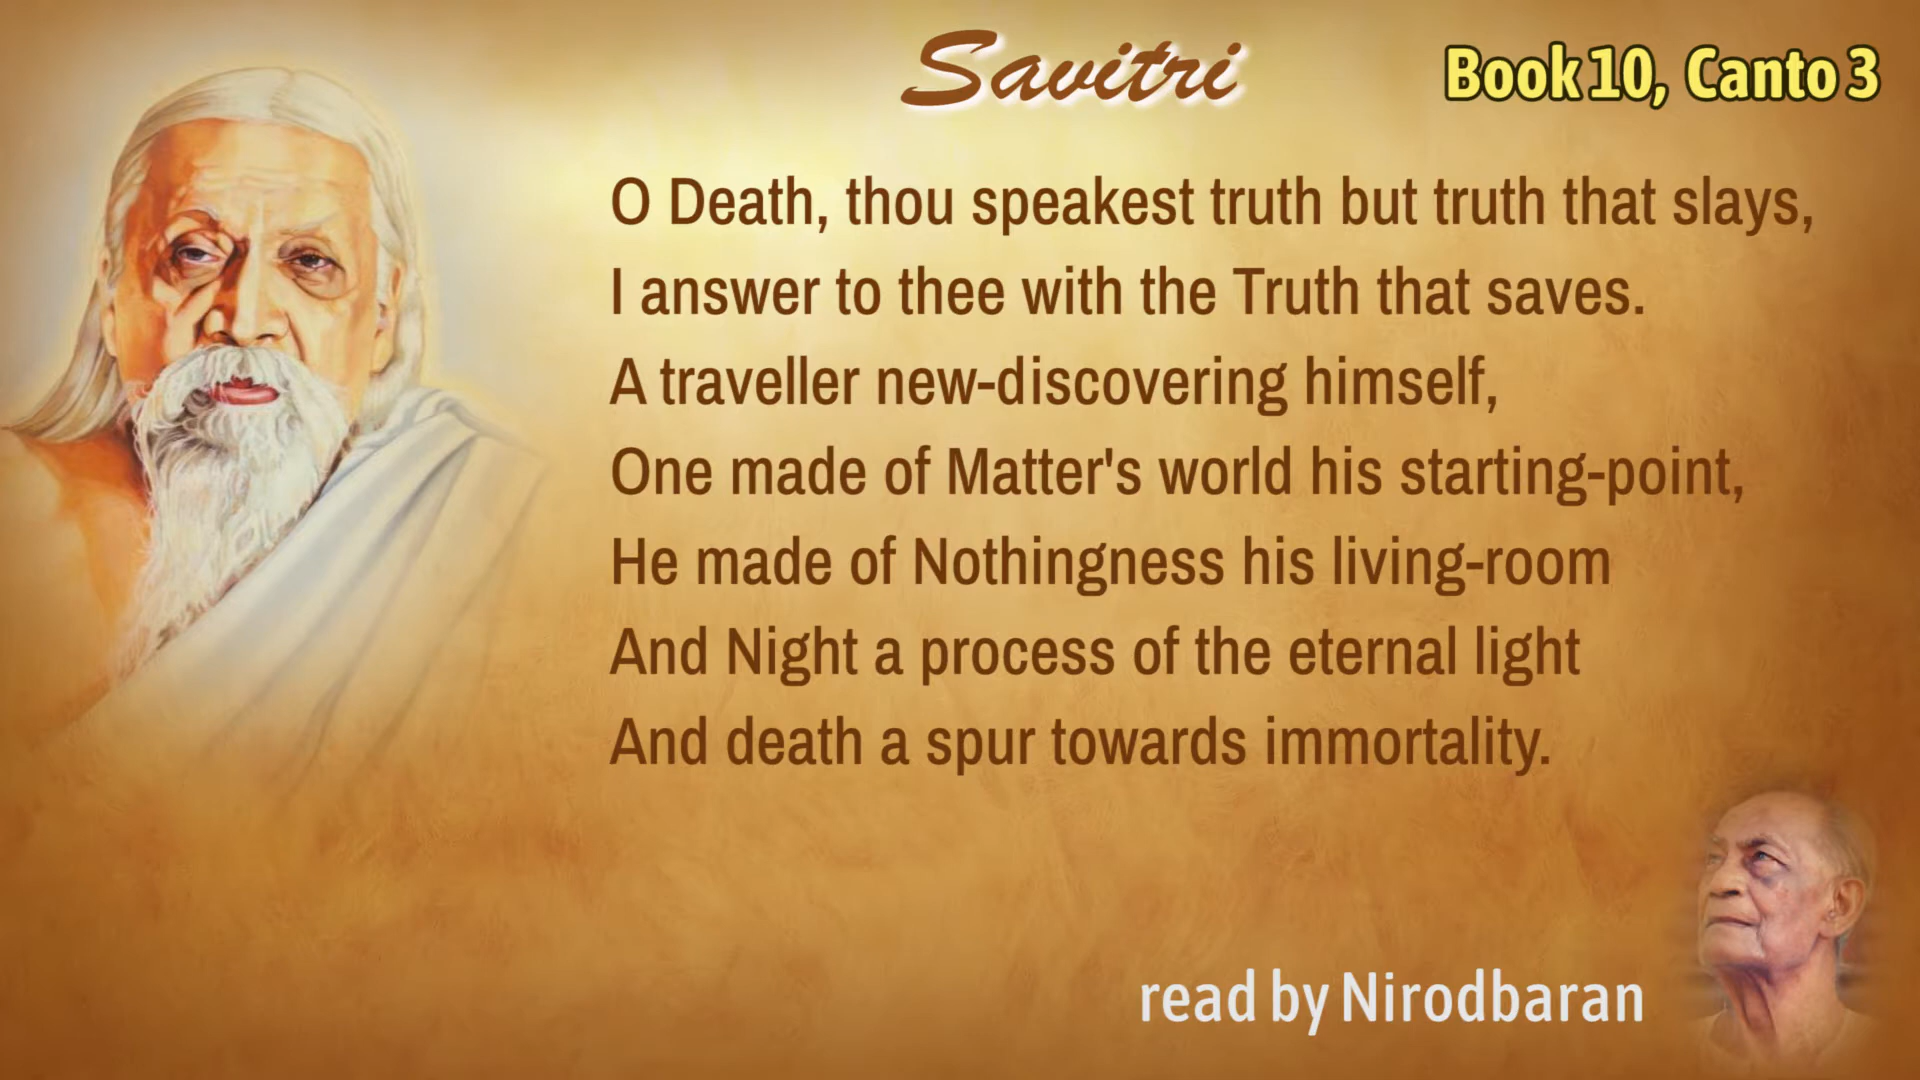 Savitri
Book 10, Canto 3
O Death, thou speakest truth but truth that slays,
I answer to thee with the Truth that saves.
A traveller new-discovering himself,
One made of Matter's world his starting-point,
He made of Nothingness his living-room
And Night a process of the eternal light
And death a spur towards immortality.
read by Nirodbaran